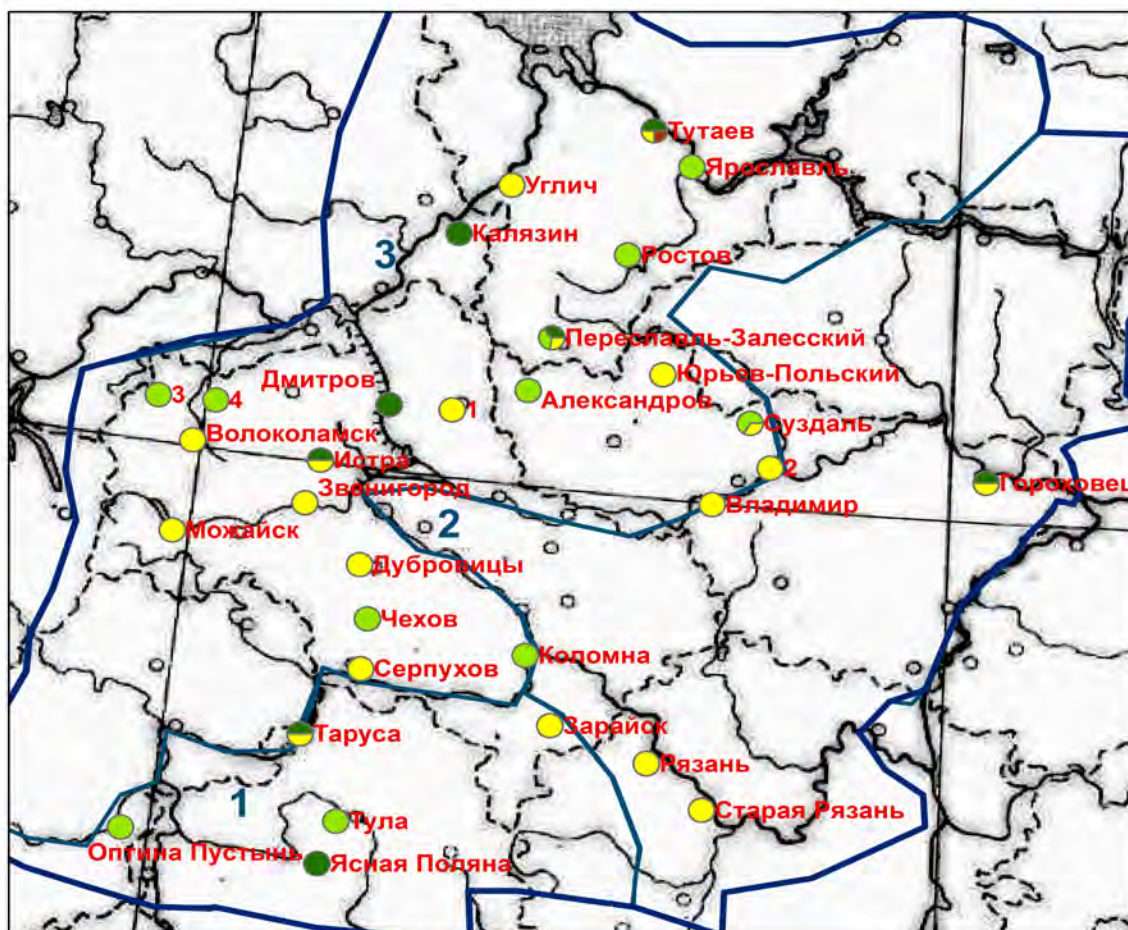 Тутаев
Ярославль
Углич
Калязин
3
Ростов
Переславль-Залесский
Юрьев-Польский
Дмитров
Александров
3
4
1
Суздаль
Волоколамск
Истра
2
Гороховец
Звенигород
Владимир
Можайск
2
Дубровицы
Чехов
Коломна
Серпухов
Таруса
Зарайск
Рязань
1
Старая Рязань
Тула
Оптина Пустынь
Ясная Поляна